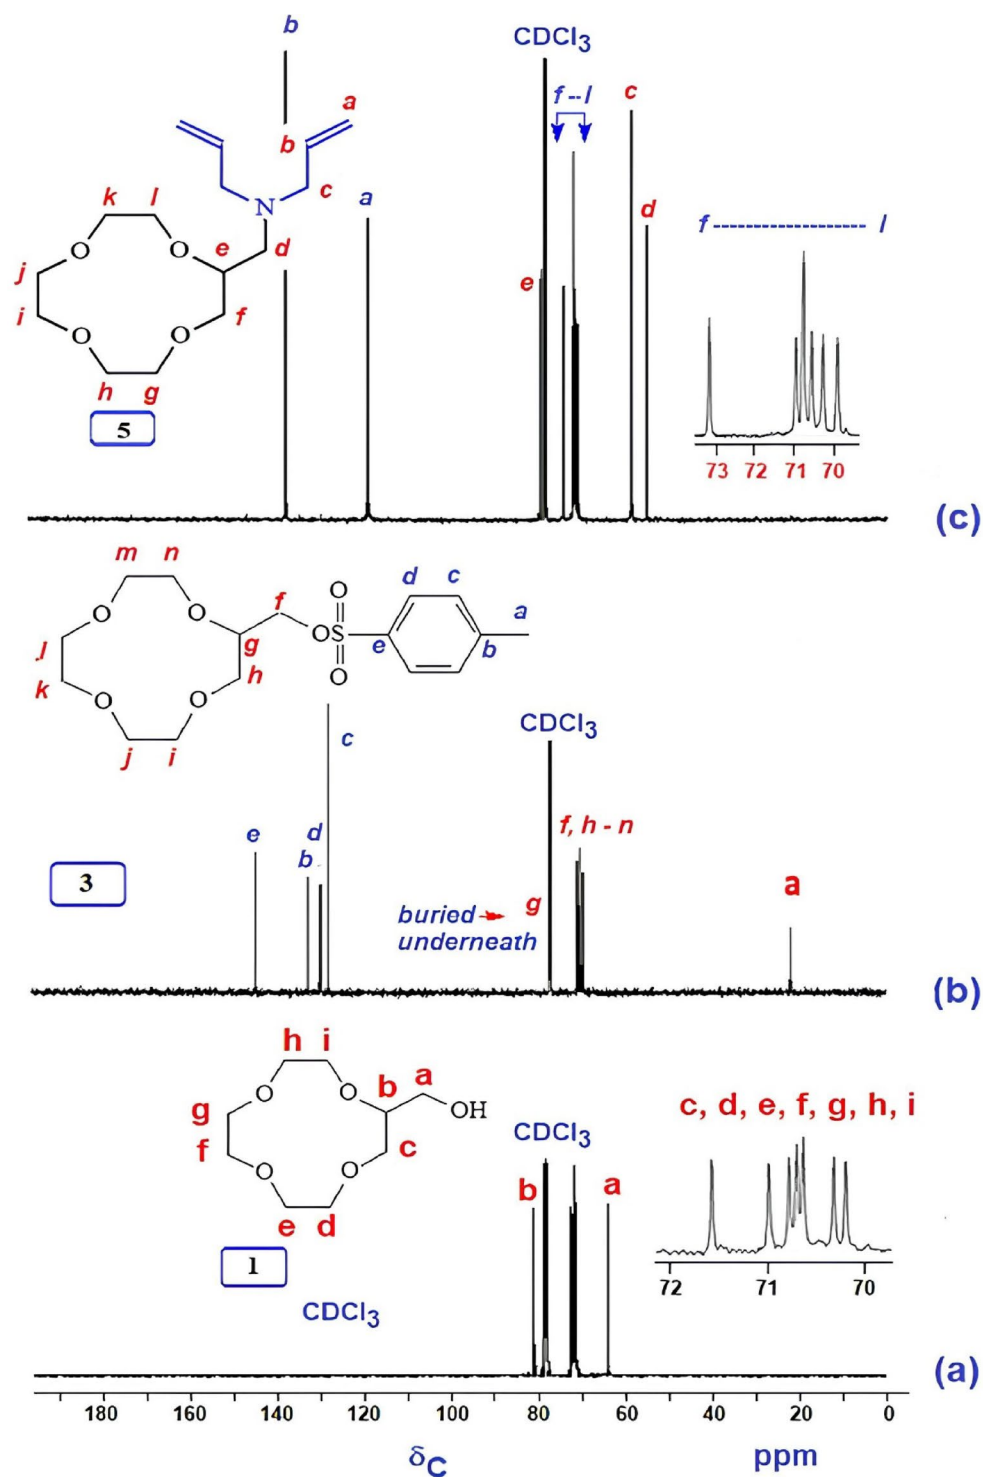 b
CDCl3
f -- l
c
a
b
a
d
c
N
k
l
O
O
e
d
e
j
i
O
O
f
h
g
5
f ----------------------- l
73 72 71 70
(c)
m
n
O
O
f
g
h
l
k
O
O
j
i
O
OS
O
d
c
a
e
b
CDCl3
c
e
d
b
3
f, h - n
g
buried
underneath
a
(b)
h
i
O
O
a
b
OH
g
f
O
O
c
e
d
1
CDCl3
CDCl3
b
a
c, d, e, f, g, h, i
72 71 70
(a)
180 160 140 120 100 80 60 40 20 0
δC
ppm